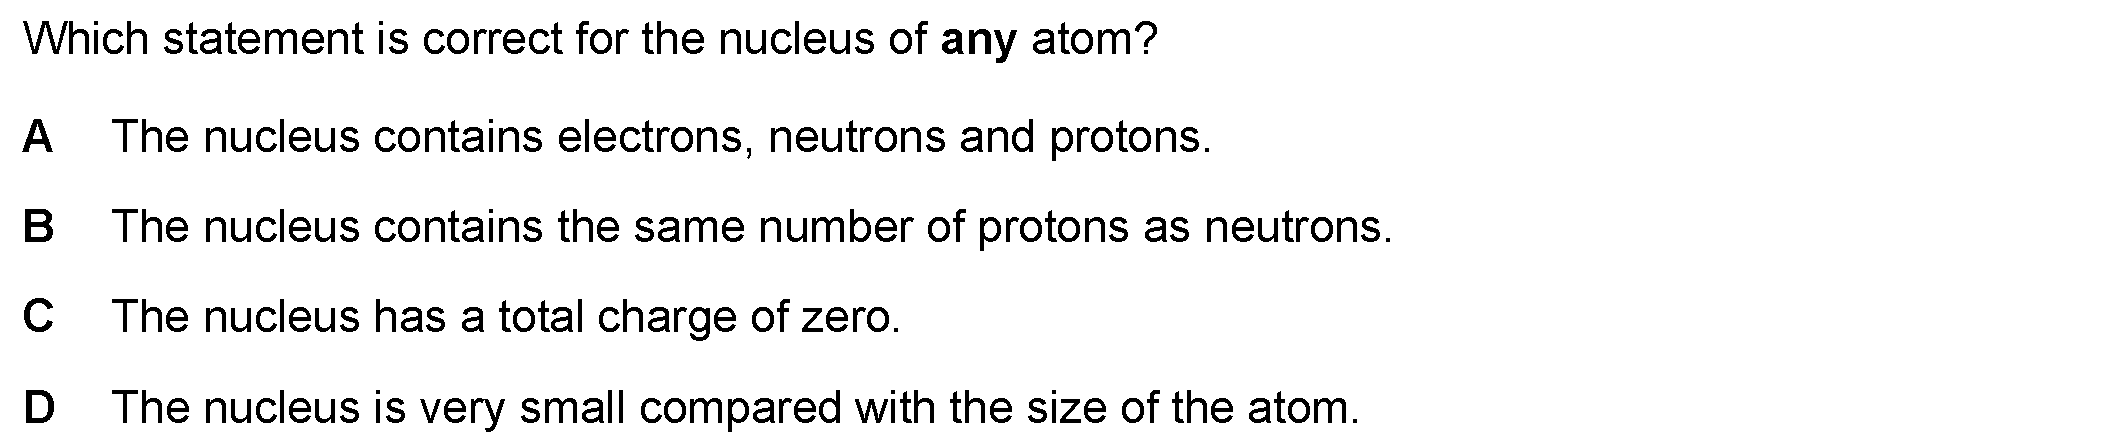 Which statement is correct for the nucleus of any atom?
A The nucleus contains electrons, neutrons and protons.
B The nucleus contains the same number of protons as neutrons.
C The nucleus has a total charge of zero.
D The nucleus is very small compared with the size of the atom.